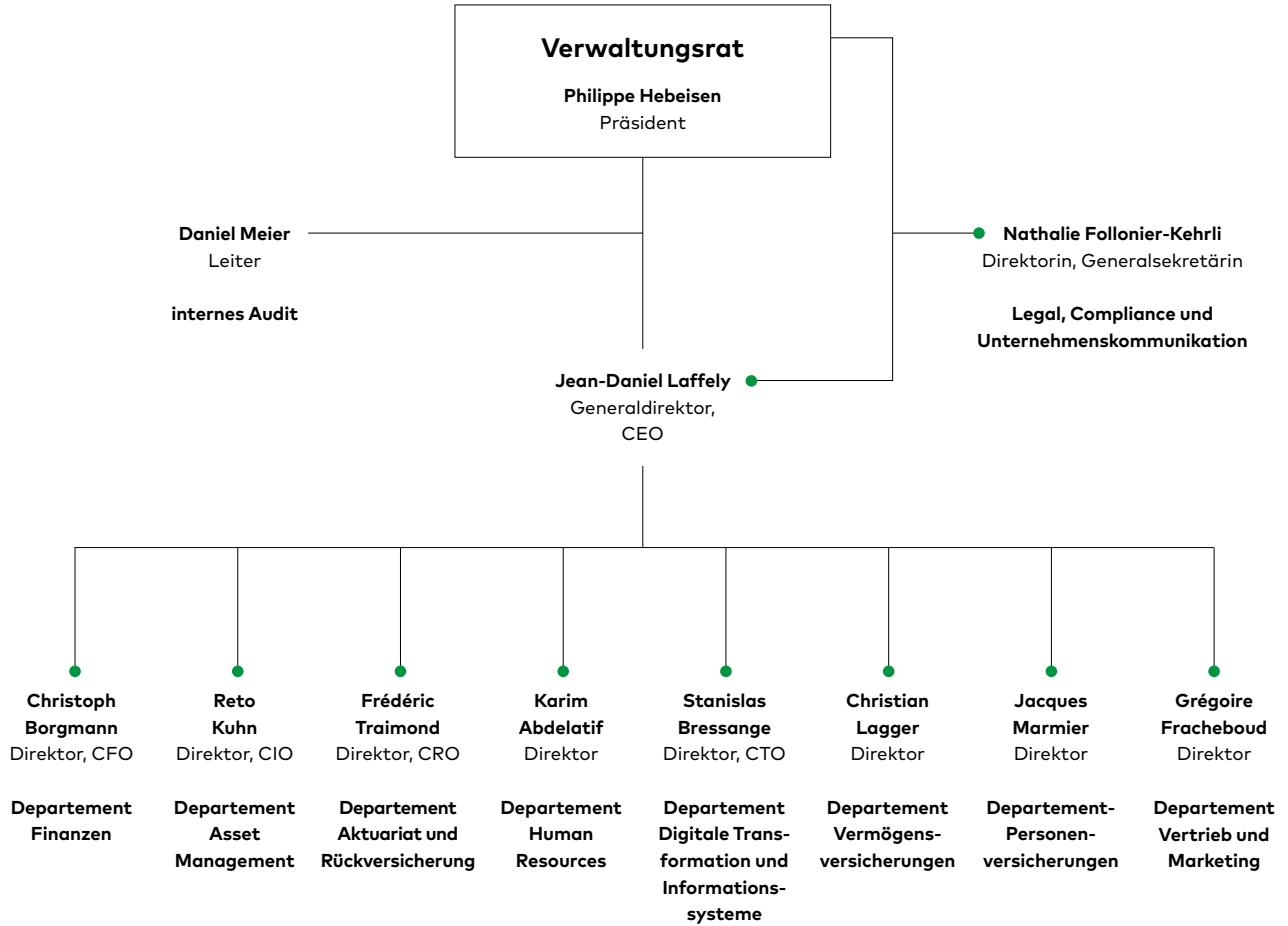 Verwaltungsrat
Philippe Hebeisen
Präsident
Daniel Meier
Leiter
internes Audit
Nathalie Follonier-Kehrli
Direktorin, Generalsekretärin
Legal, Compliance und
Unternehmenskommunikation
Jean-Daniel Laffely
Generaldirektor,
CEO
Christoph
Borgmann
Direktor, CFO
Departement
Finanzen
Reto
Kuhn
Direktor, CIO
Departement
Asset
Management
Frédéric
Traimond
Direktor, CRO
Departement
Aktuariat und
Rückversicherung
Karim
Abdelatif
Direktor
Departement
Human
Resources
Stanislas
Bressange
Direktor, CTO
Departement
Digitale Trans-
formation und
Informations-
systeme
Christian
Lagger
Direktor
Departement
Vermögens-
versicherungen
Jacques
Marmier
Direktor
Departement-
Personen-
versicherungen
Grégoire
Fracheboud
Direktor
Departement
Vertrieb und
Marketing